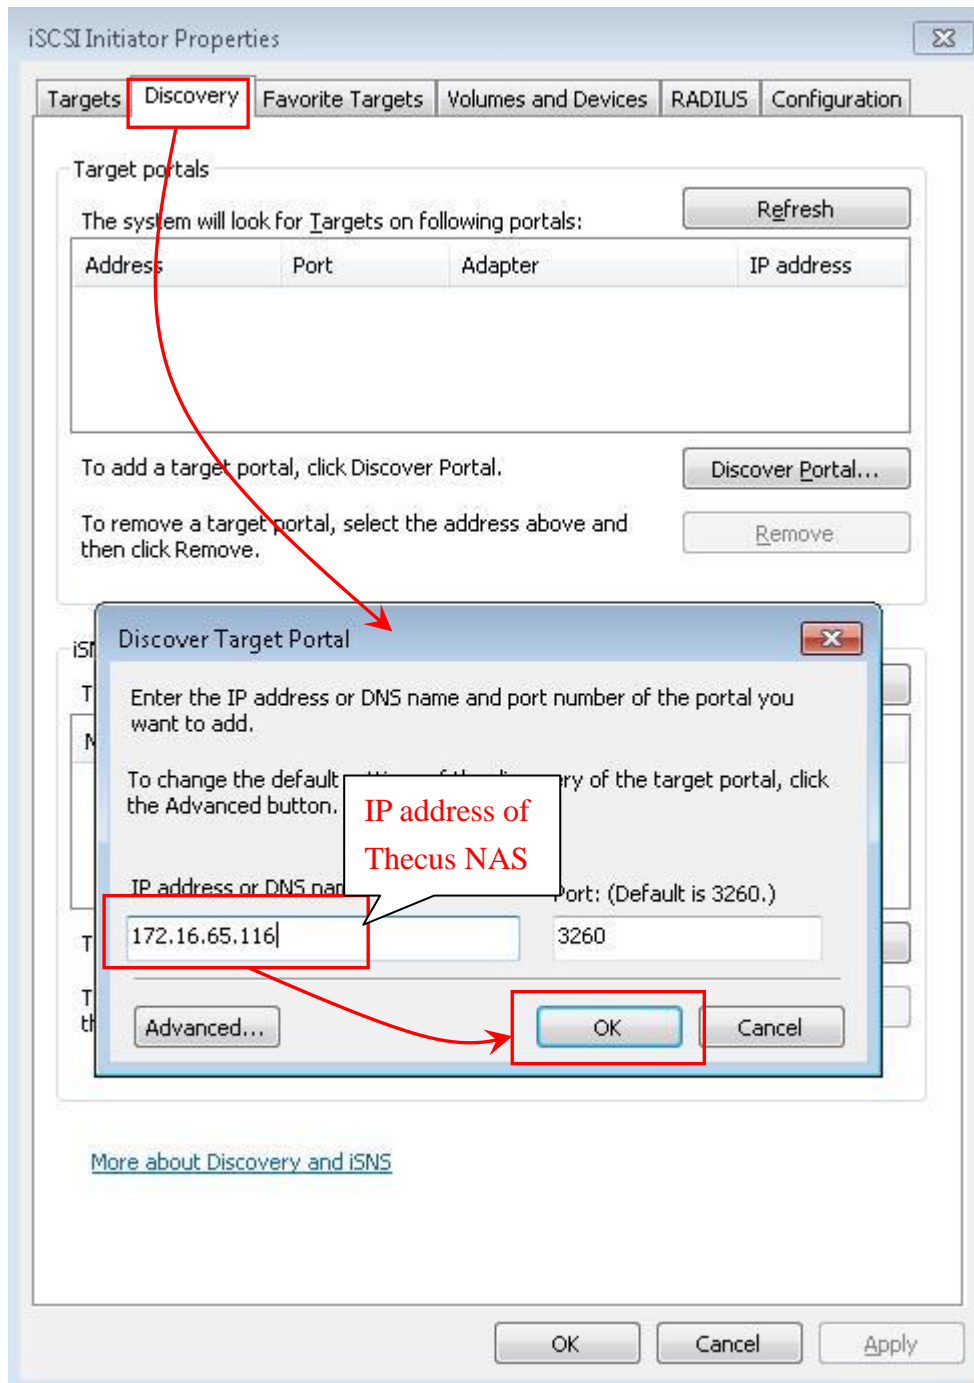 iSCSI Initiator Properties
Targets Discovery Favorite Targets Volumes and Devices RADIUS Configuration
Target portals
The system will look for Targets on following portals:
Refresh
Address Port Adapter IP address
To add a target portal, click Discover Portal.
Discover Portal...
To remove a target portal, select the address above and
then click Remove.
Remove
Discover Target Portal
Enter the IP address or DNS name and port number of the portal you
want to add.
To change the default of the target portal, click
the Advanced button.
IP address of
Thecus NAS
IP address or DNS
Port: (Default is 3260.)
172.16.65.116
3260
Advanced...
OK
Cancel
More about Discovery and iSNS
OK
Cancel
Apply